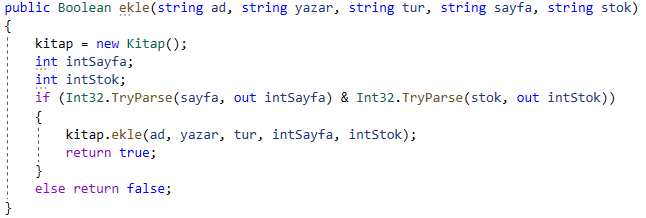 public Boolean ekle(string ad, string yazar, string tur, string sayfa, string stok)
{
kitap = new Kitap();
int intSayfa;
int intStok;
if (Int32.TryParse(sayfa, out intSayfa) & Int32.TryParse(stok, out intStok))
{
kitap.ekle(ad, yazar, tur, intSayfa, intStok);
return true;
}
else return false;
}